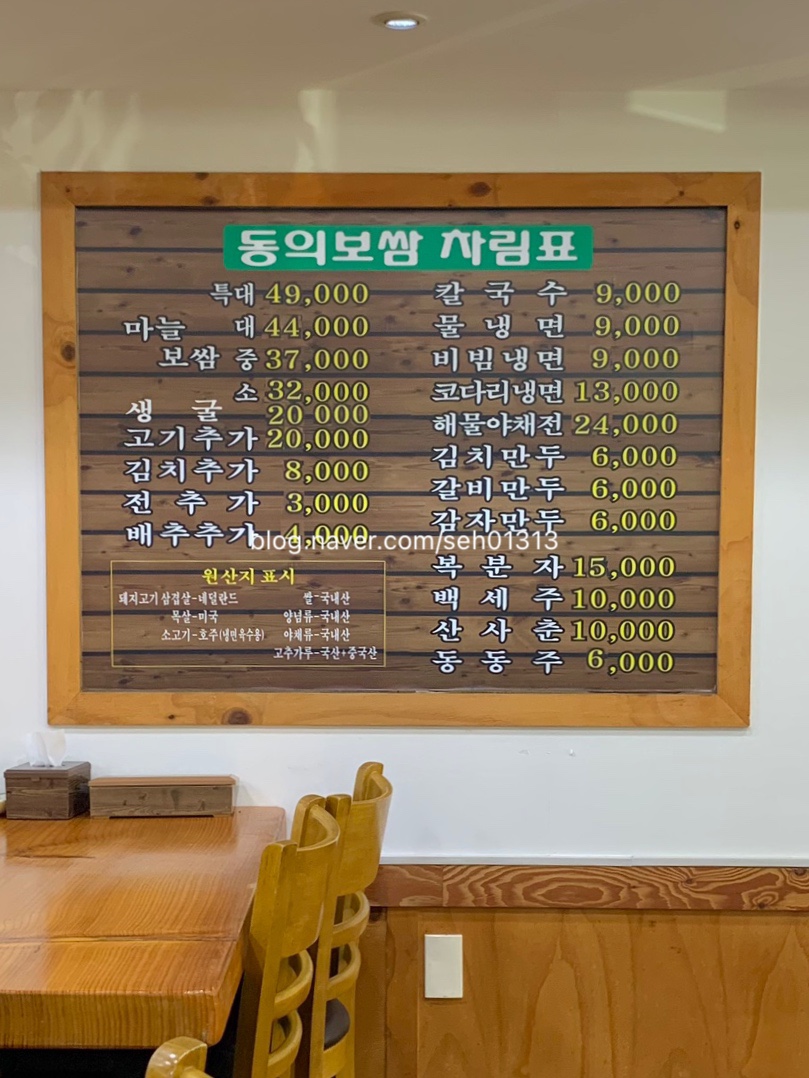 동의보쌈 차림표
특대 49,000
마늘 대 44,000
보쌈 중 37,000
소 32,000
생굴 20 000
고기추가 20,000
김치추가 8,000
전추가 3,000
배추추가 4,000
원산지 표시
돼지고기 삼겹살-네덜란드
목살-미국
소고기-호주(냉면육수용)
쌀-국내산
양념류-국내산
야채류-국내산
고추가루-국산+중국산
칼국수 9,000
물냉면 9,000
비빔냉면 9,000
코다리냉면 13,000
해물야채전 24,000
김치만두 6,000
갈비만두 6,000
감자만두 6,000
복분자 15,000
백세주 10,000
산사춘 10,000
동동주 6,000
blog.naver.com/seh01313